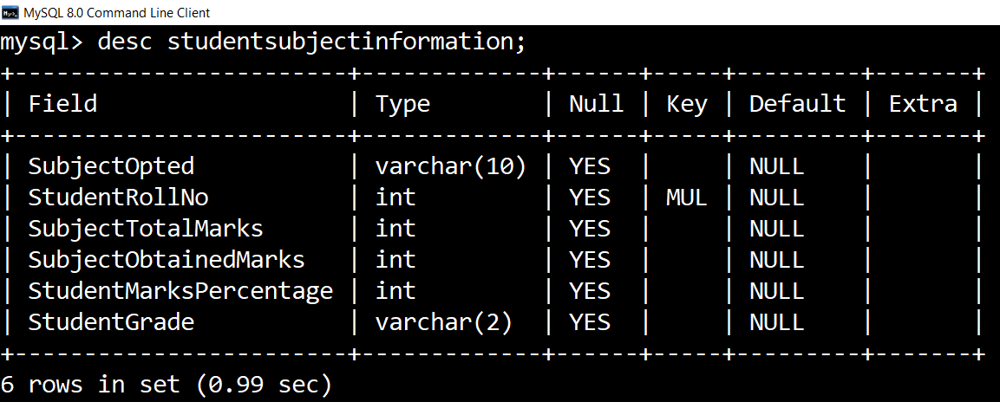 MySQL 8.0 Command Line Client
mysql> desc studentsubjectinformation;
+------------------------+-------------+------+-----+---------+-------+
| Field                  | Type        | Null | Key | Default | Extra |
+------------------------+-------------+------+-----+---------+-------+
| SubjectOpted           | varchar(10) | YES  |     | NULL    |       |
| StudentRollNo          | int         | YES  | MUL | NULL    |       |
| SubjectTotalMarks      | int         | YES  |     | NULL    |       |
| SubjectObtainedMarks   | int         | YES  |     | NULL    |       |
| StudentMarksPercentage | int         | YES  |     | NULL    |       |
| StudentGrade           | varchar(2)  | YES  |     | NULL    |       |
+------------------------+-------------+------+-----+---------+-------+
6 rows in set (0.99 sec)